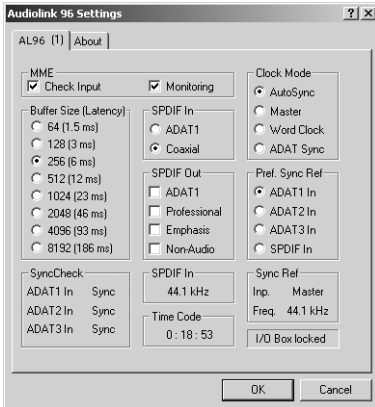 Audiolink 96 Settings
AL96 (1) About
MME
Check Input Monitoring
Buffer Size (Latency)
64 (1.5 ms)
128 (3 ms)
256 (6 ms)
512 (12 ms)
1024 (23 ms)
2048 (46 ms)
4096 (93 ms)
8192 (186 ms)
SPDIF In
ADAT1
Coaxial
SPDIF Out
ADAT1
Professional
Emphasis
Non-Audio
Clock Mode
AutoSync
Master
Word Clock
ADAT Sync
Pref. Sync Ref
ADAT1 In
ADAT2 In
ADAT3 In
SPDIF In
SyncCheck
ADAT1 In Sync
ADAT2 In Sync
ADAT3 In Sync
SPDIF In
44.1 kHz
Time Code
0 : 18 : 53
Sync Ref
Inp. Master
Freq. 44.1 kHz
I/O Box locked
OK Cancel